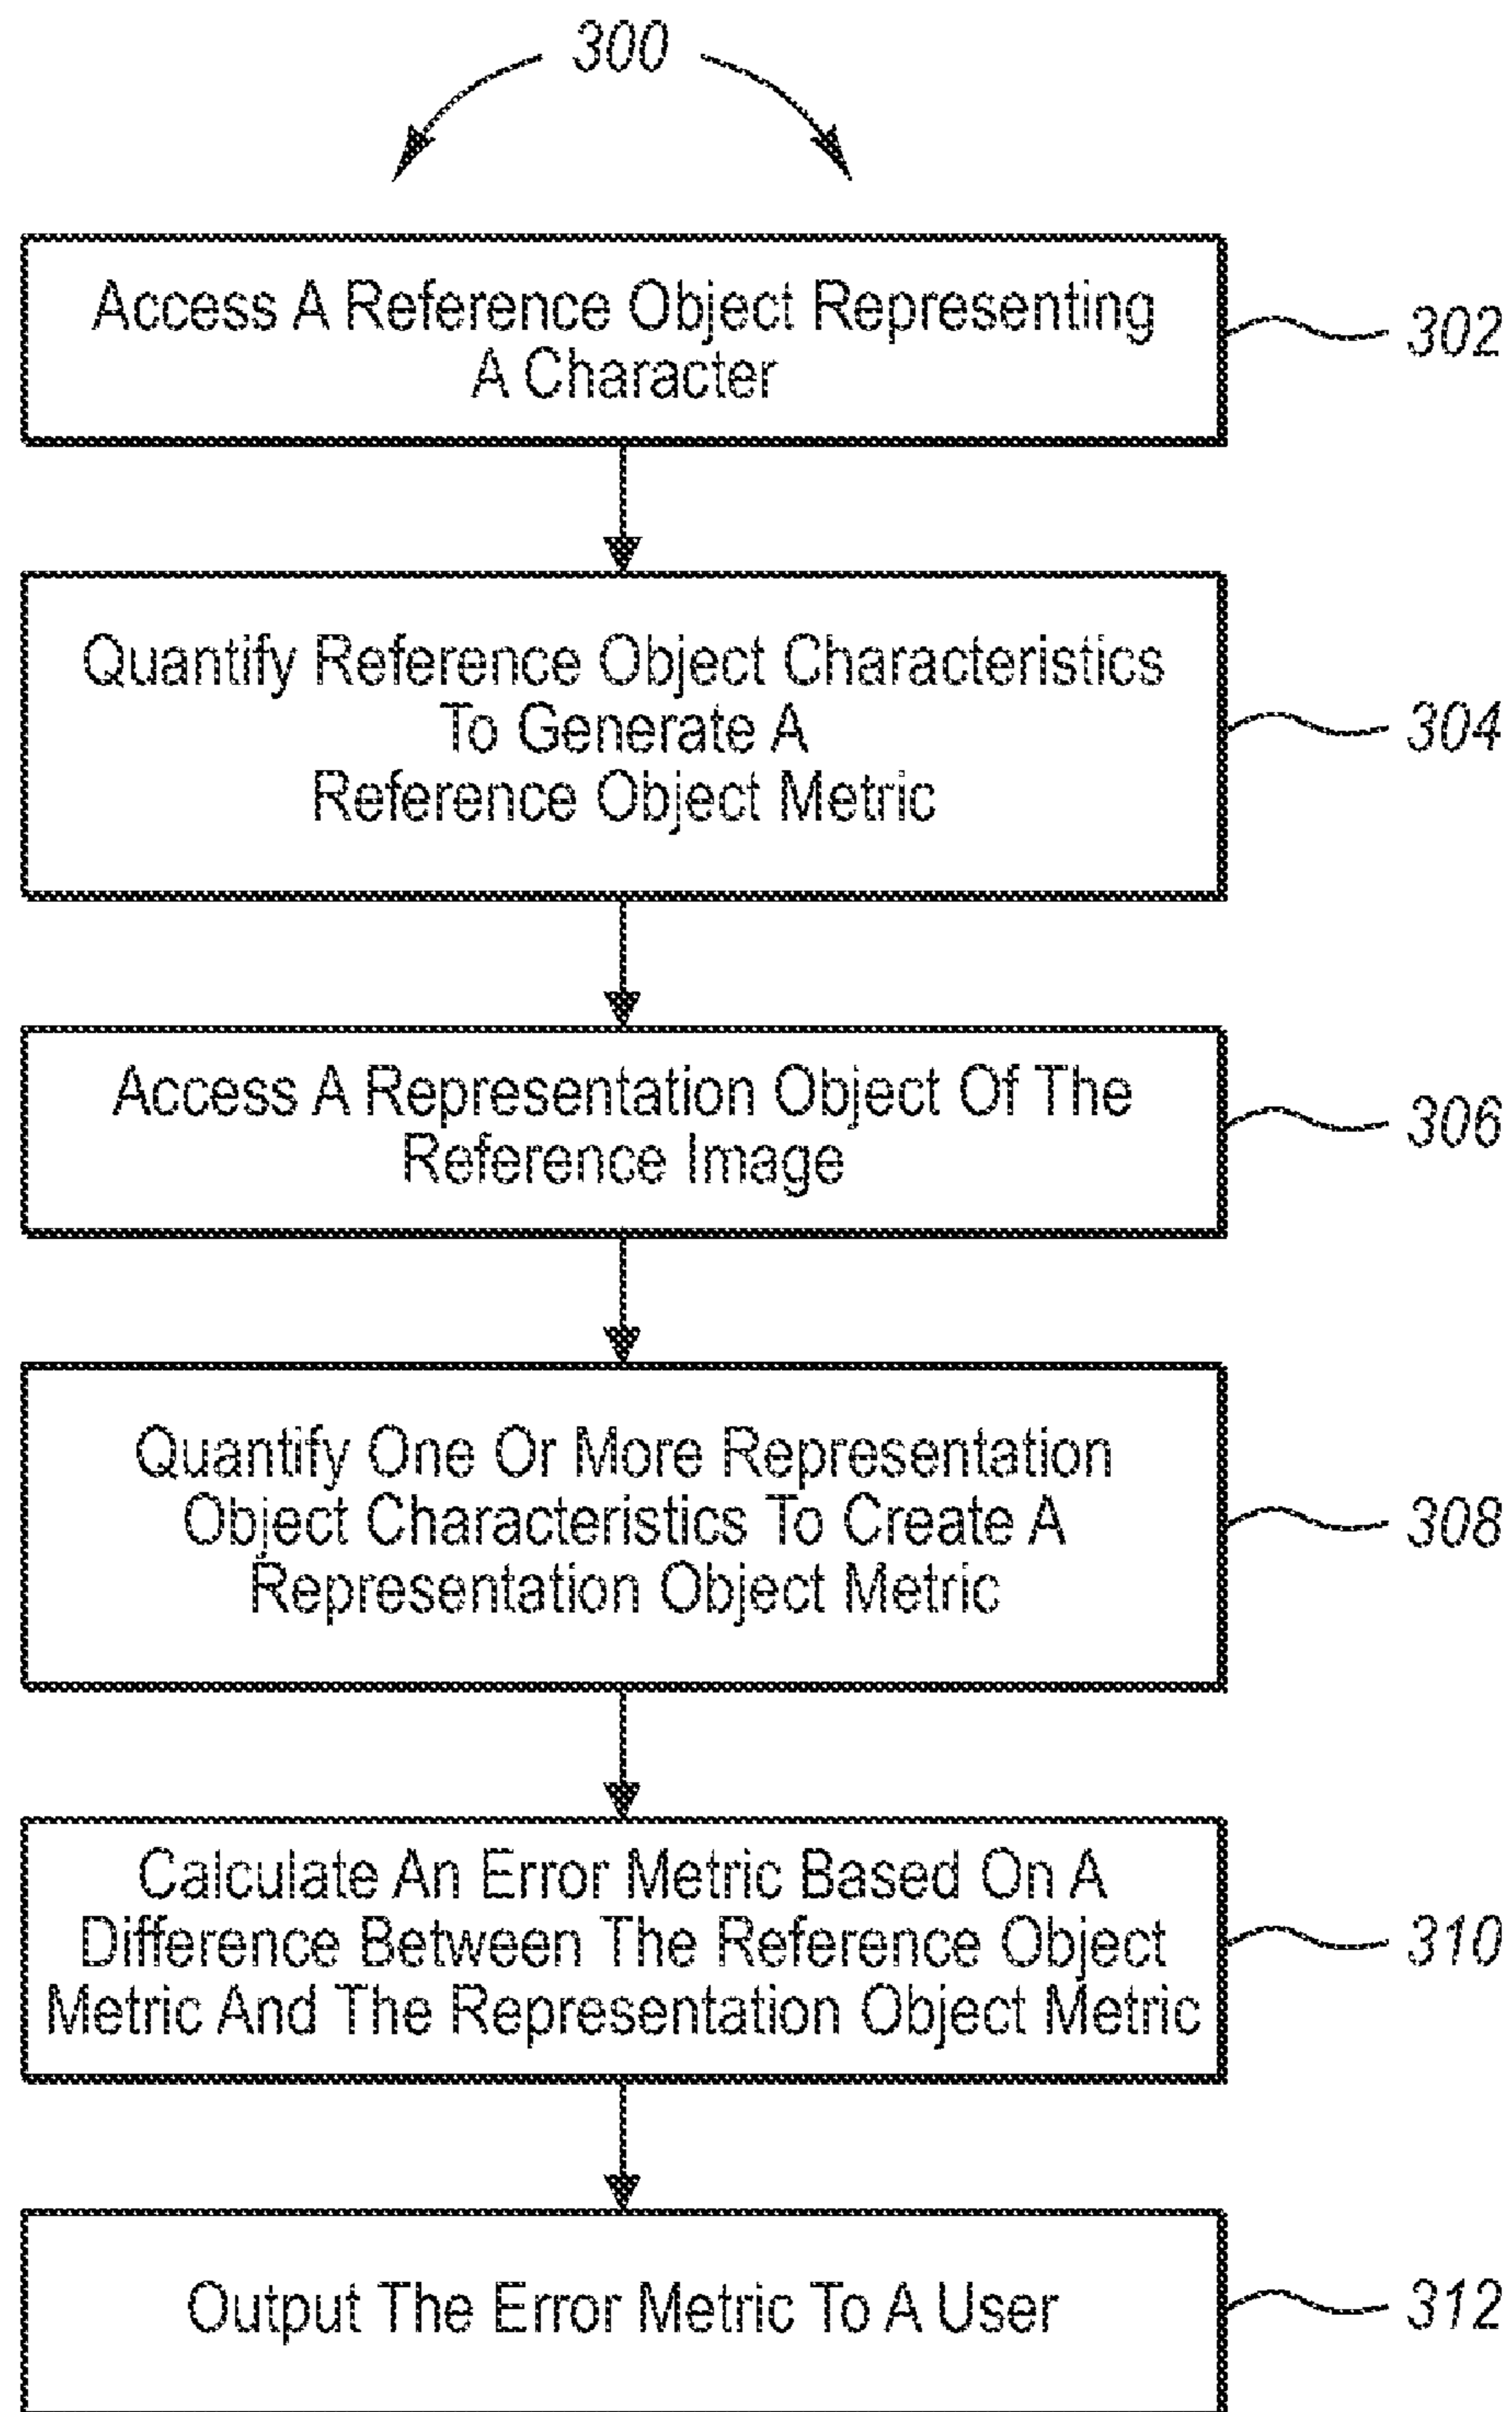 300
Access A Reference Object Representing
A Character
302
Quantify Reference Object Characteristics
To Generate A
Reference Object Metric
304
Access A Representation Object Of The
Reference Image
306
Quantify One Or More Representation
Object Characteristics To Create A
Representation Object Metric
308
Calculate An Error Metric Based On A
Difference Between The Reference Object
Metric And The Representation Object Metric
310
Output The Error Metric To A User
312